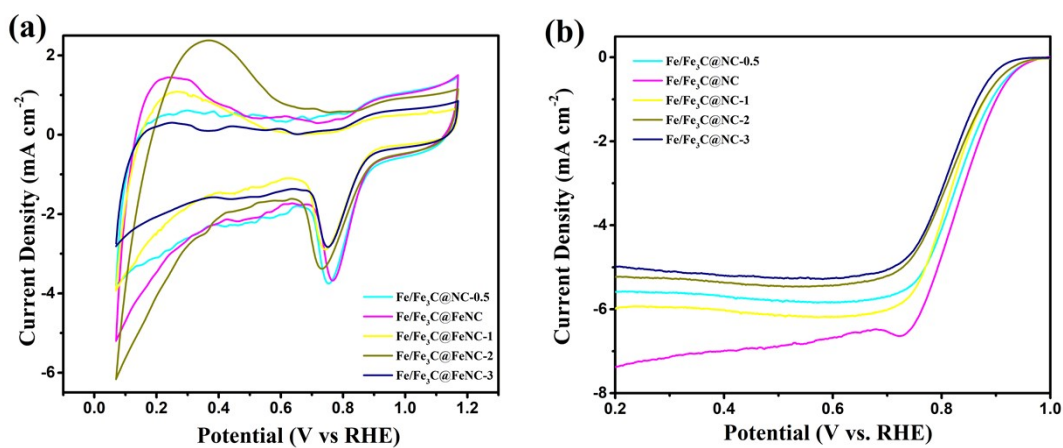 (a)
Current Density (mA cm⁻²)
2
0
-2
-4
-6
Fe/Fe₃C@NC-0.5
Fe/Fe₃C@FeNC
Fe/Fe₃C@FeNC-1
Fe/Fe₃C@FeNC-2
Fe/Fe₃C@FeNC-3
0.0 0.2 0.4 0.6 0.8 1.0 1.2
Potential (V vs RHE)
(b)
Current Density (mA cm⁻²)
0
-2
-4
-6
-8
Fe/Fe₃C@NC-0.5
Fe/Fe₃C@NC
Fe/Fe₃C@NC-1
Fe/Fe₃C@NC-2
Fe/Fe₃C@NC-3
0.2 0.4 0.6 0.8 1.0
Potential (V vs. RHE)